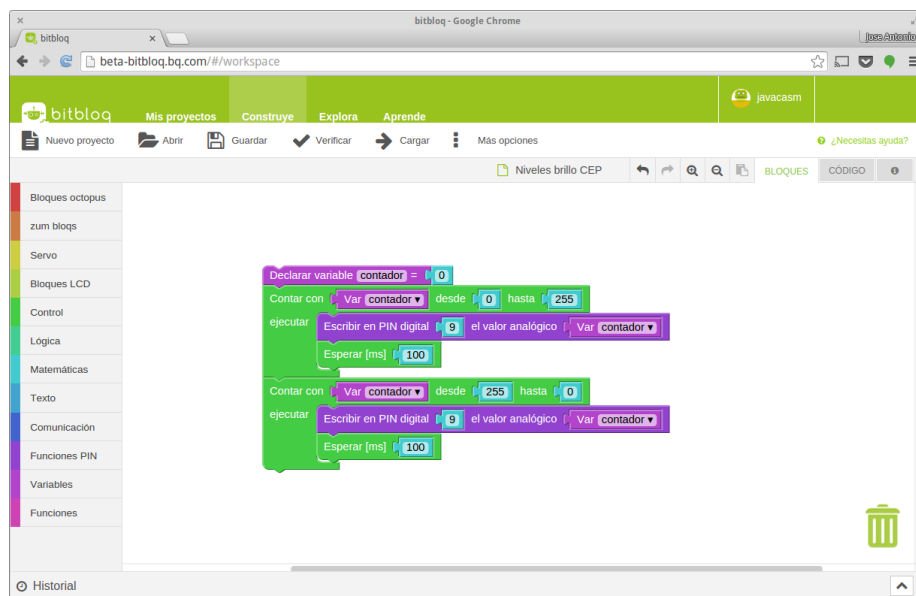 bitbloq - Google Chrome
bitbloq
Jose Antonio
beta-bitbloq.bq.com/#/workspace
bitbloq
Mis proyectos
Construye
Explora
Aprende
javacasm
Nuevo proyecto
Abrir
Guardar
Verificar
Cargar
Más opciones
¿Necesitas ayuda?
Niveles brillo CEP
BLOQUES
CÓDIGO
Bloques octopus
zum bloqs
Servo
Bloques LCD
Control
Lógica
Matemáticas
Texto
Comunicación
Funciones PIN
Variables
Funciones
Declarar variable contador = 0
Contar con Var contador desde 0 hasta 255
ejecutar Escribir en PIN digital 9 el valor analógico Var contador
Esperar [ms] 100
Contar con Var contador desde 255 hasta 0
ejecutar Escribir en PIN digital 9 el valor analógico Var contador
Esperar [ms] 100
Historial